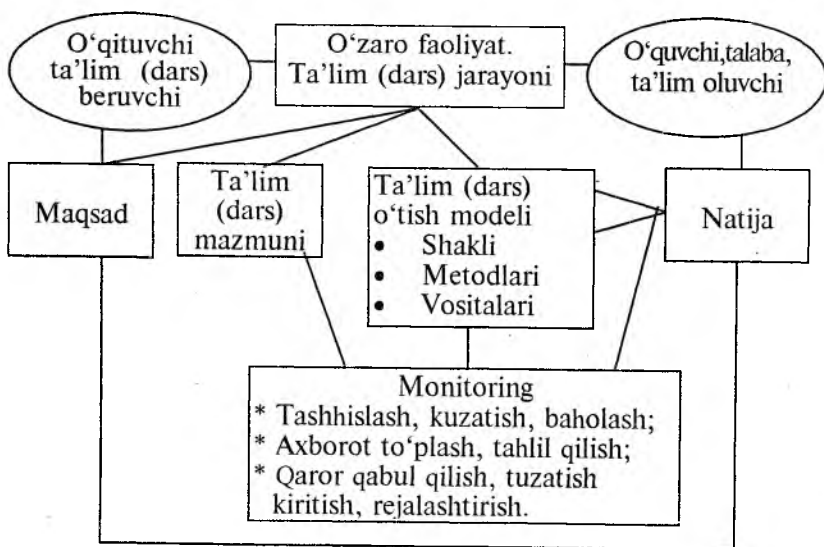 O‘qituvchi
ta’lim (dars)
beruvchi
O‘zaro faoliyat.
Ta’lim (dars) jarayoni
O‘quvchi,talaba,
ta’lim oluvchi
Maqsad
Ta’lim
(dars)
mazmuni
Ta’lim (dars)
o‘tish modeli
• Shakli
• Metodlari
• Vositalari
Natija
Monitoring
* Tashhislash, kuzatish, baholash;
* Axborot to‘plash, tahlil qilish;
* Qaror qabul qilish, tuzatish
kiritish, rejalashtirish.